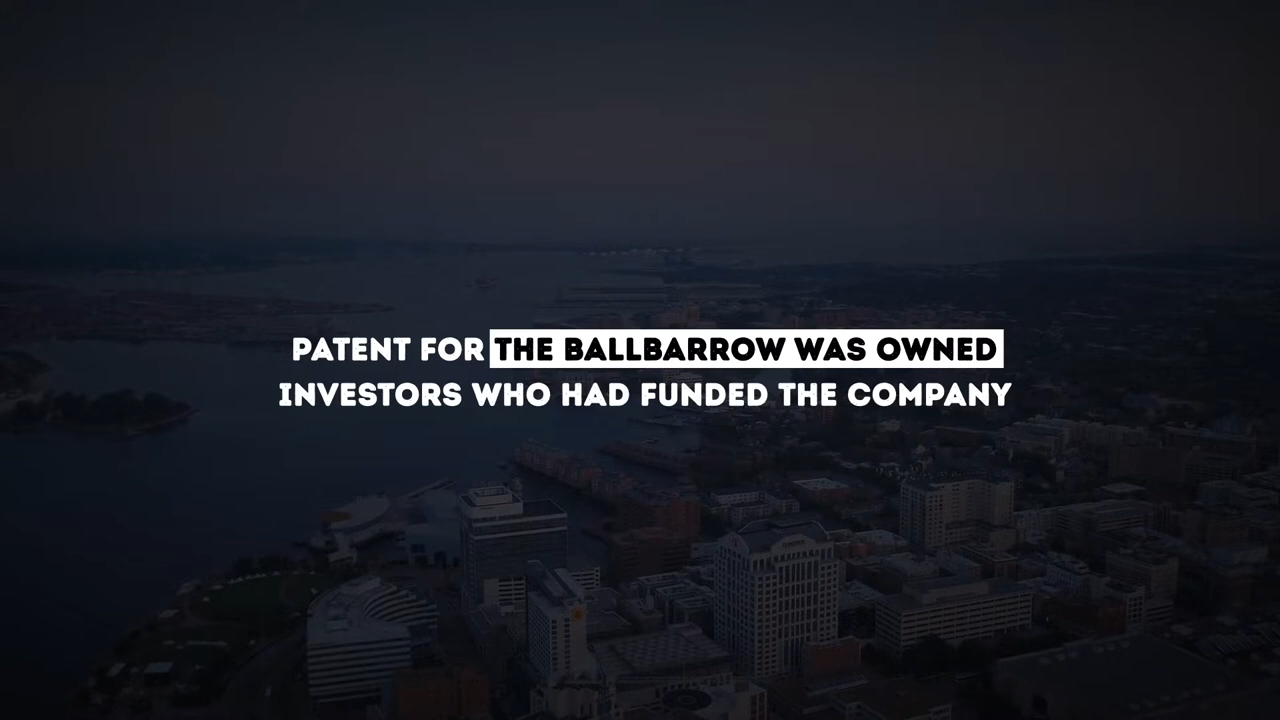 PATENT FOR THE BALLBARROW WAS OWNED
INVESTORS WHO HAD FUNDED THE COMPANY